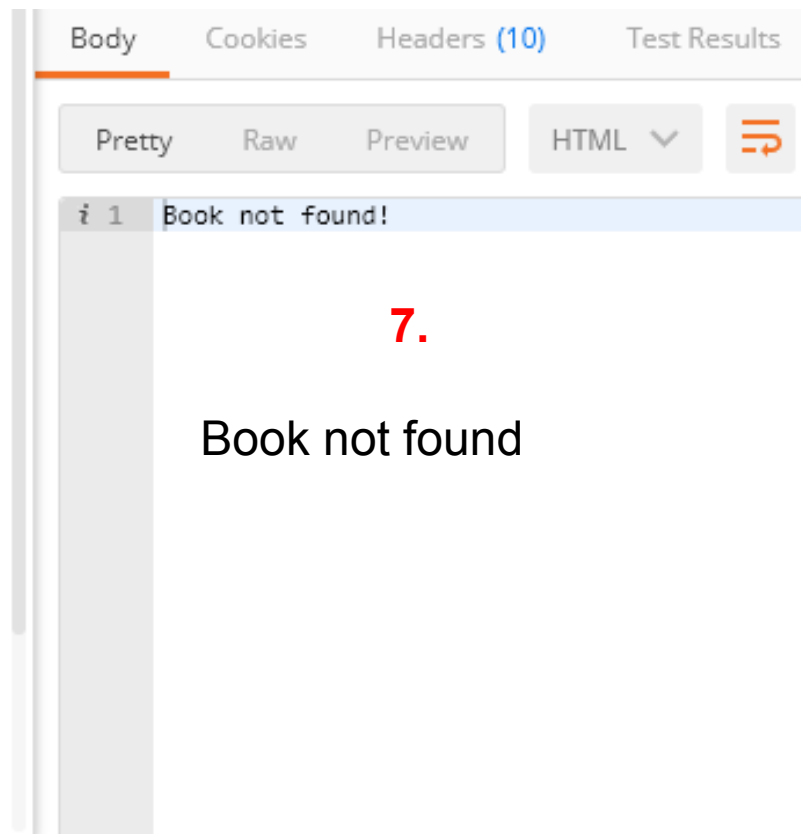 Body Cookies Headers (10) Test Results
Pretty Raw Preview HTML
i 1 Book not found!
7.
Book not found